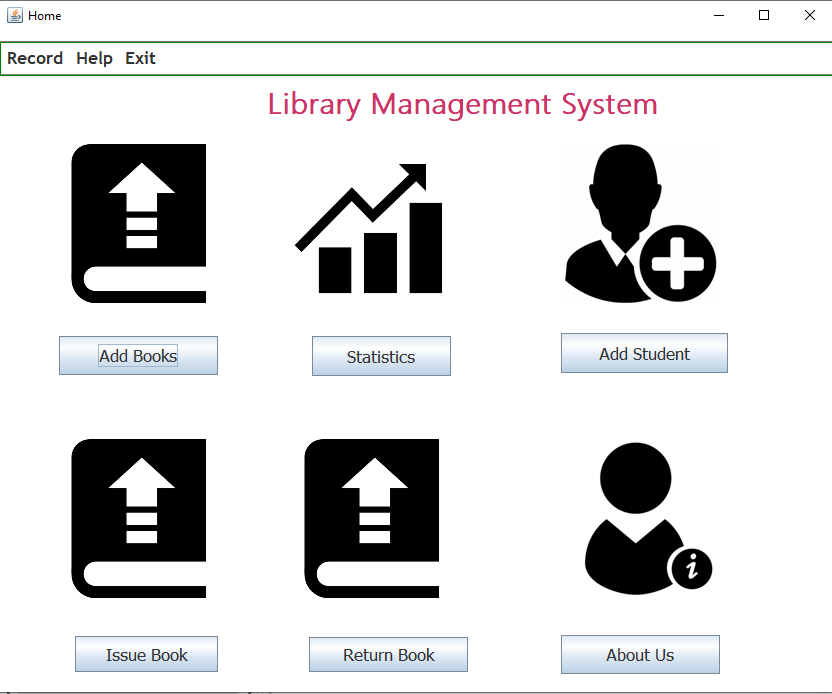 Home
Record Help Exit
Library Management System
Add Books Statistics Add Student
Issue Book Return Book About Us